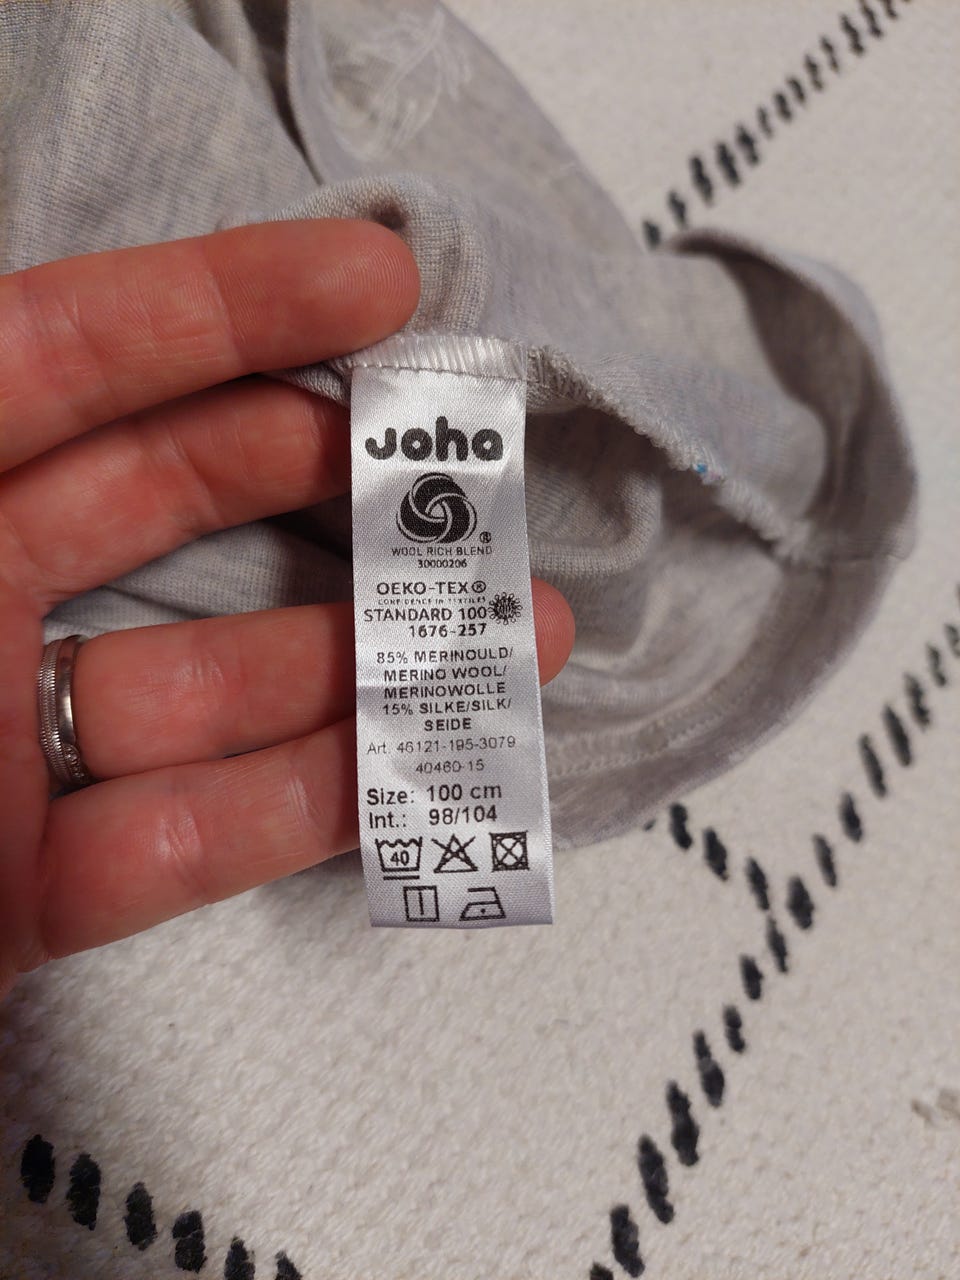 Joha
WOOL RICH BLEND
30000206
OEKO-TEX®
CONFIDENCE IN TEXTILES
STANDARD 100
1676-257
85% MERINOULD/
MERINO WOOL/
MERINOWOLLE
15% SILKE/SILK/
SEIDE
Art. 46121-195-3079
40460-15
Size: 100 cm
Int.: 98/104
40